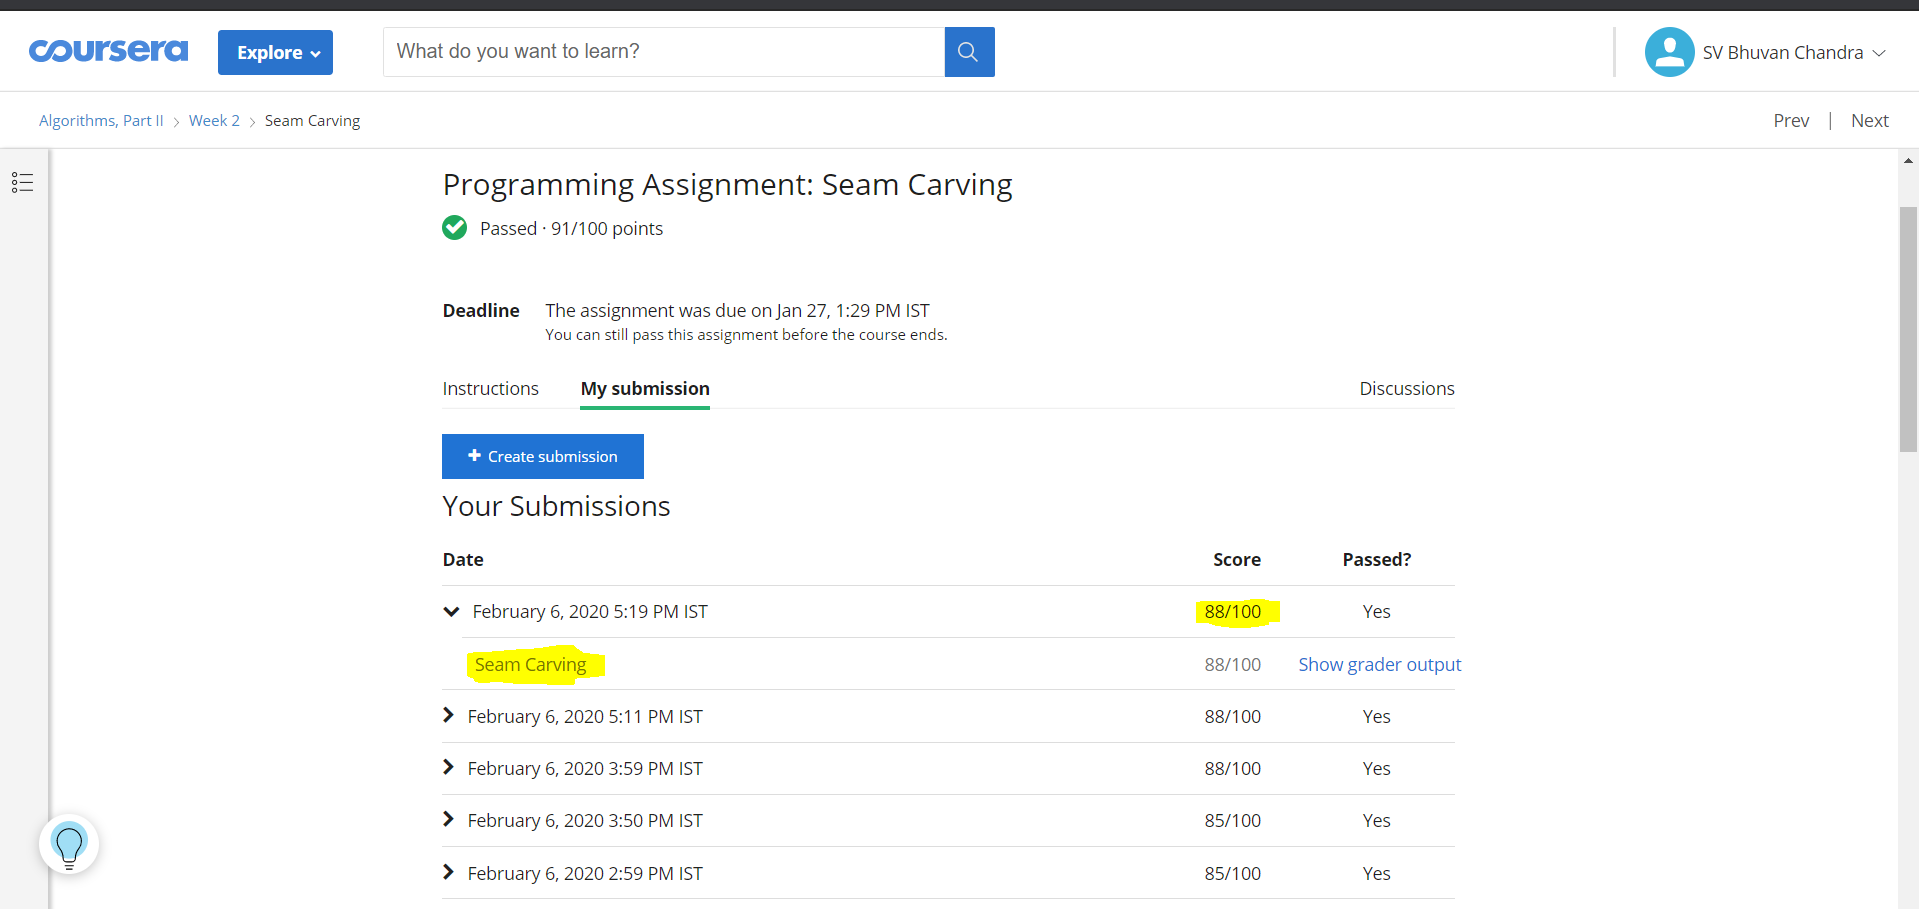 coursera
Explore
What do you want to learn?
SV Bhuvan Chandra
Algorithms, Part II > Week 2 > Seam Carving
Prev | Next
Programming Assignment: Seam Carving
Passed · 91/100 points
Deadline The assignment was due on Jan 27, 1:29 PM IST
You can still pass this assignment before the course ends.
Instructions My submission Discussions
+ Create submission
Your Submissions
Date Score Passed?
February 6, 2020 5:19 PM IST 88/100 Yes
Seam Carving 88/100 Show grader output
February 6, 2020 5:11 PM IST 88/100 Yes
February 6, 2020 3:59 PM IST 88/100 Yes
February 6, 2020 3:50 PM IST 85/100 Yes
February 6, 2020 2:59 PM IST 85/100 Yes